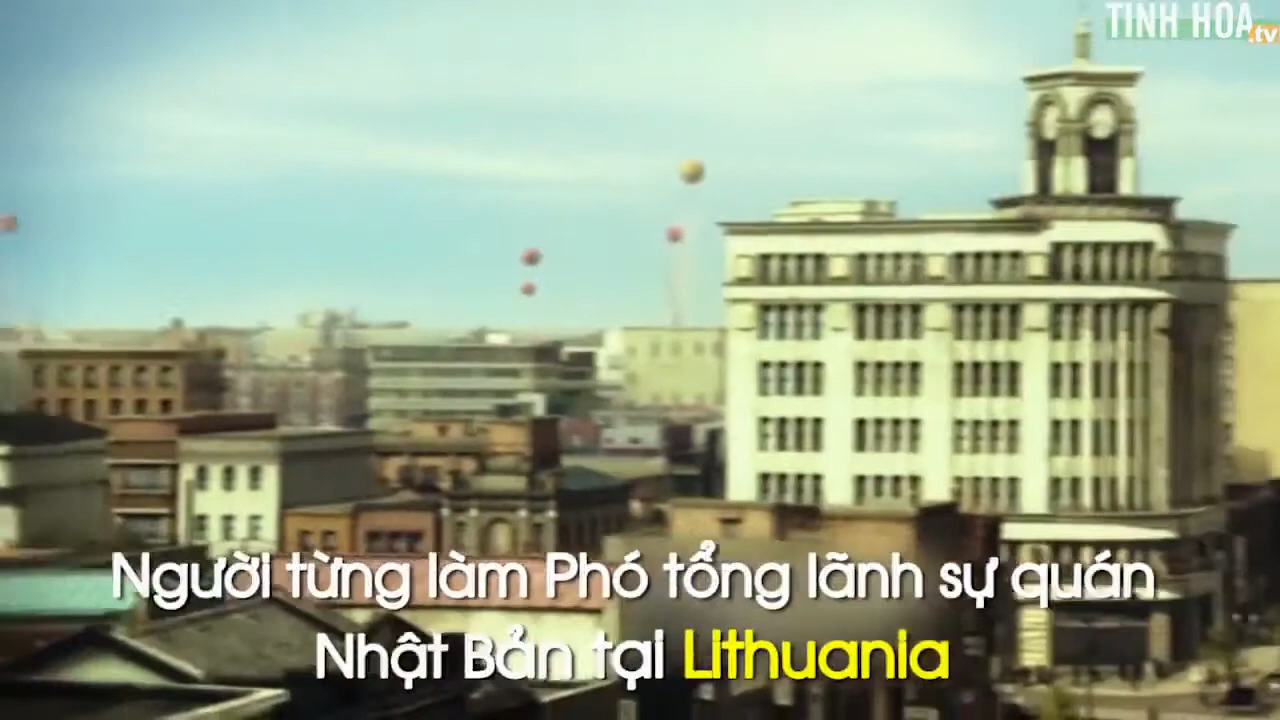 TINH HOA.tv
Người từng làm Phó tổng lãnh sự quán
Nhật Bản tại Lithuania